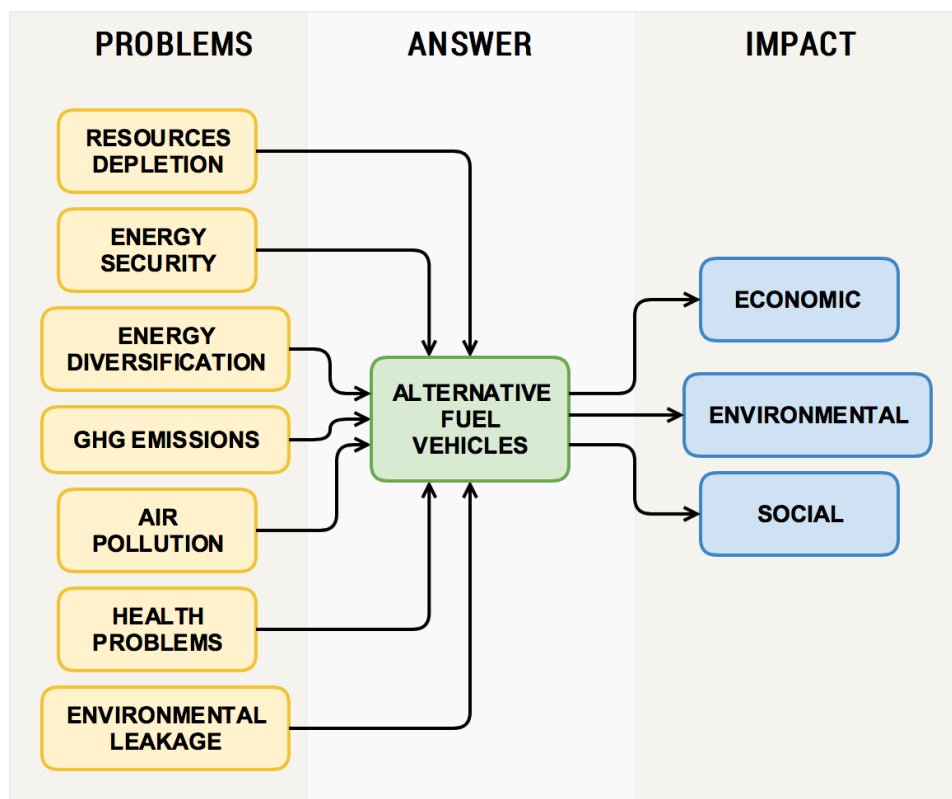 PROBLEMS
ANSWER
IMPACT
RESOURCES
DEPLETION
ENERGY
SECURITY
ENERGY
DIVERSIFICATION
GHG EMISSIONS
AIR
POLLUTION
HEALTH
PROBLEMS
ENVIRONMENTAL
LEAKAGE
ALTERNATIVE
FUEL
VEHICLES
ECONOMIC
ENVIRONMENTAL
SOCIAL